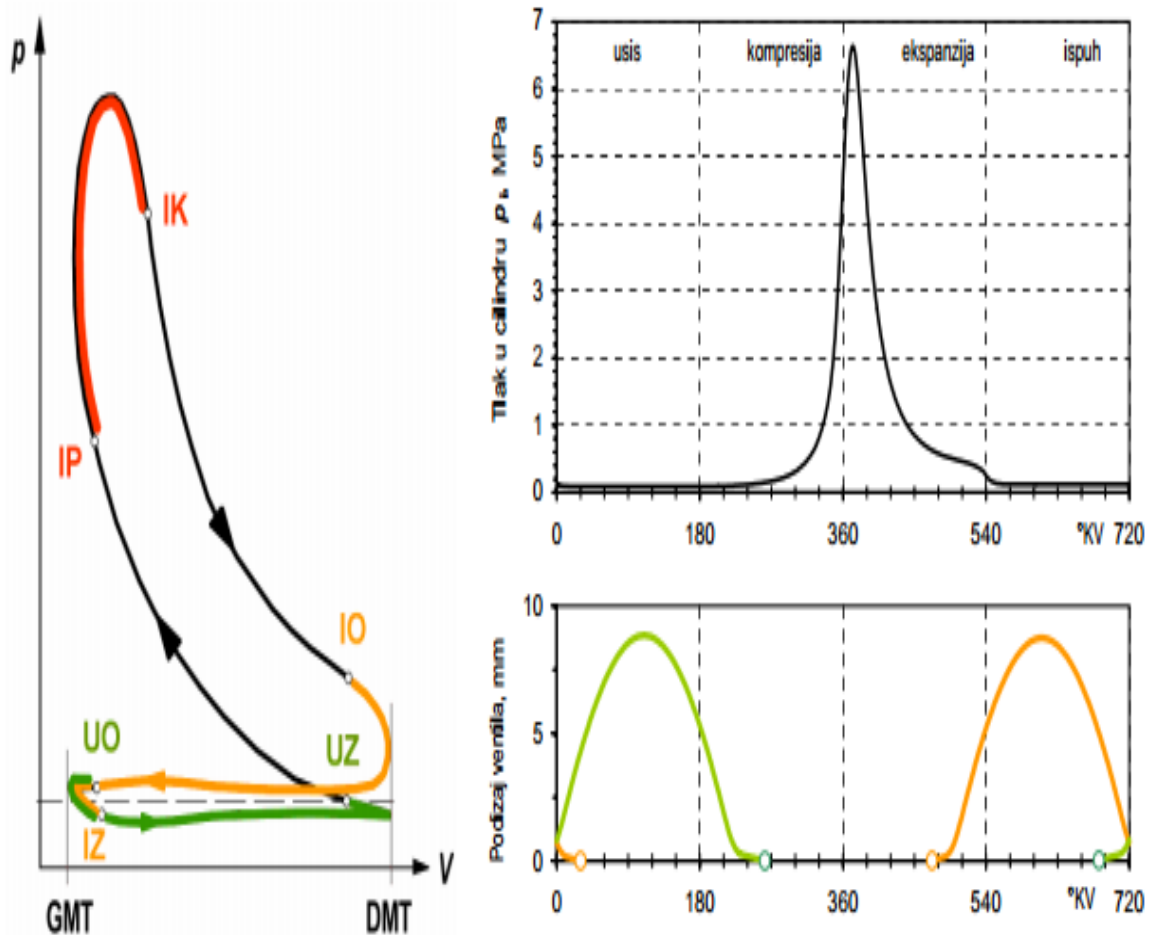 p
IK
IP
IO
UO
UZ
IZ
V
GMT
DMT
7
usis
kompresija
ekspanzija
ispuh
6
5
4
3
2
1
0
Tlak u cilindru
MPa
0
180
360
540
°KV 720
10
5
0
Podizaj ventila, mm
0
180
360
540
°KV 720